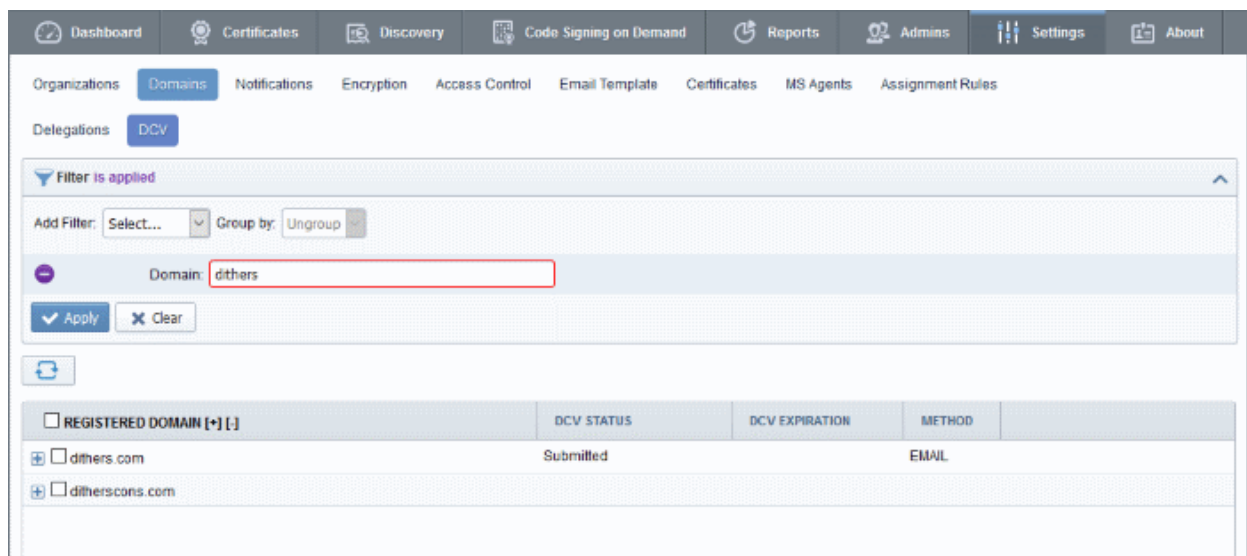 Dashboard Certificates Discovery Code Signing on Demand Reports Admins Settings About
Organizations Domains Notifications Encryption Access Control Email Template Certificates MS Agents Assignment Rules
Delegations DCV
Filter is applied
Add Filter: Select... Group by: Ungroup
Domain: dithers
Apply Clear
REGISTERED DOMAIN [+] [-] DCV STATUS DCV EXPIRATION METHOD
dithers.com Submitted EMAIL
ditherscons.com